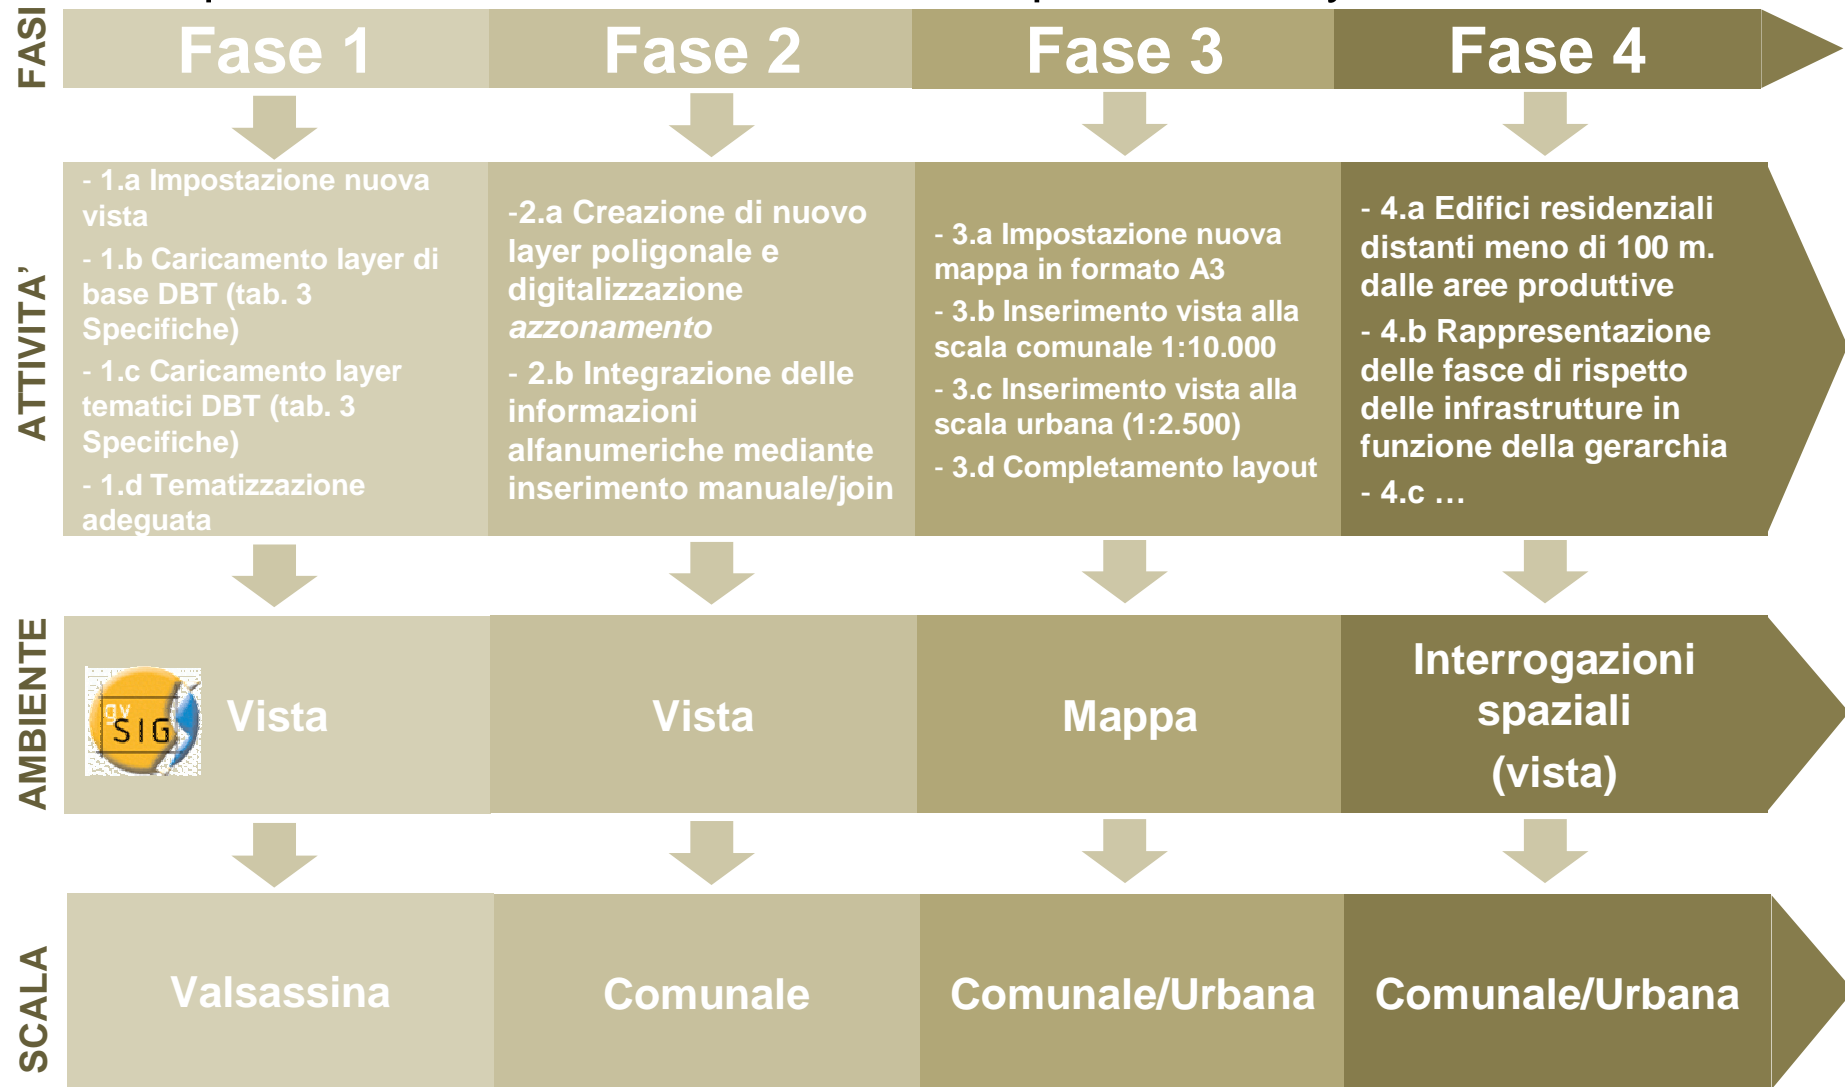 FASI
Fase 1
Fase 2
Fase 3
Fase 4
ATTIVITA’
- 1.a Impostazione nuova
vista
- 1.b Caricamento layer di
base DBT (tab. 3
Specifiche)
- 1.c Caricamento layer
tematici DBT (tab. 3
Specifiche)
- 1.d Tematizzazione
adeguata
-2.a Creazione di nuovo
layer poligonale e
digitalizzazione
azzonamento
- 2.b Integrazione delle
informazioni
alfanumeriche mediante
inserimento manuale/join
- 3.a Impostazione nuova
mappa in formato A3
- 3.b Inserimento vista alla
scala comunale 1:10.000
- 3.c Inserimento vista alla
scala urbana (1:2.500)
- 3.d Completamento layout
- 4.a Edifici residenziali
distanti meno di 100 m.
dalle aree produttive
- 4.b Rappresentazione
delle fasce di rispetto
delle infrastrutture in
funzione della gerarchia
- 4.c …
AMBIENTE
gv
SIG
Vista
Vista
Mappa
Interrogazioni
spaziali
(vista)
SCALA
Valsassina
Comunale
Comunale/Urbana
Comunale/Urbana